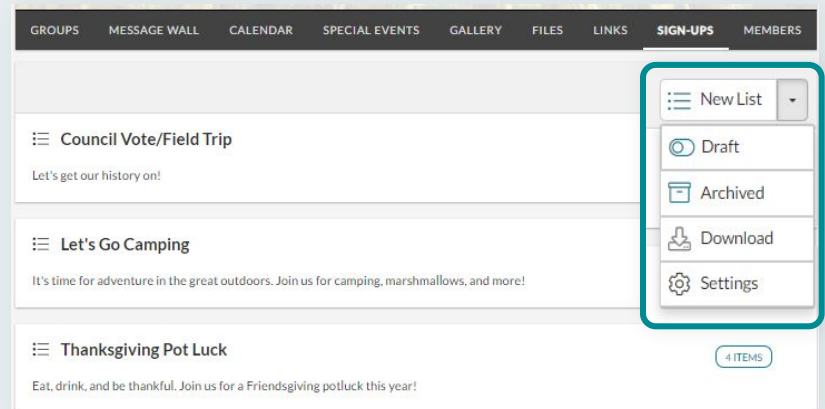 GROUPS MESSAGE WALL CALENDAR SPECIAL EVENTS GALLERY FILES LINKS SIGN-UPS MEMBERS
New List
Draft
Archived
Download
Settings
Council Vote/Field Trip
Let's get our history on!
Let's Go Camping
It's time for adventure in the great outdoors. Join us for camping, marshmallows, and more!
Thanksgiving Pot Luck
4 ITEMS
Eat, drink, and be thankful. Join us for a Friendsgiving potluck this year!